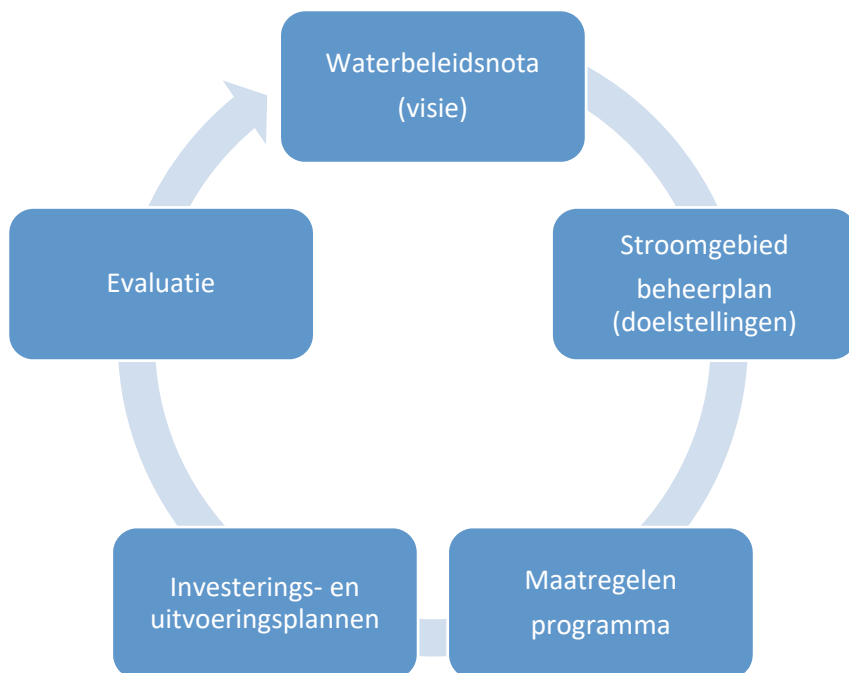 Waterbeleidsnota
(visie)
Stroomgebied
beheerplan
(doelstellingen)
Maatregelen
programma
Investerings- en
uitvoeringsplannen
Evaluatie